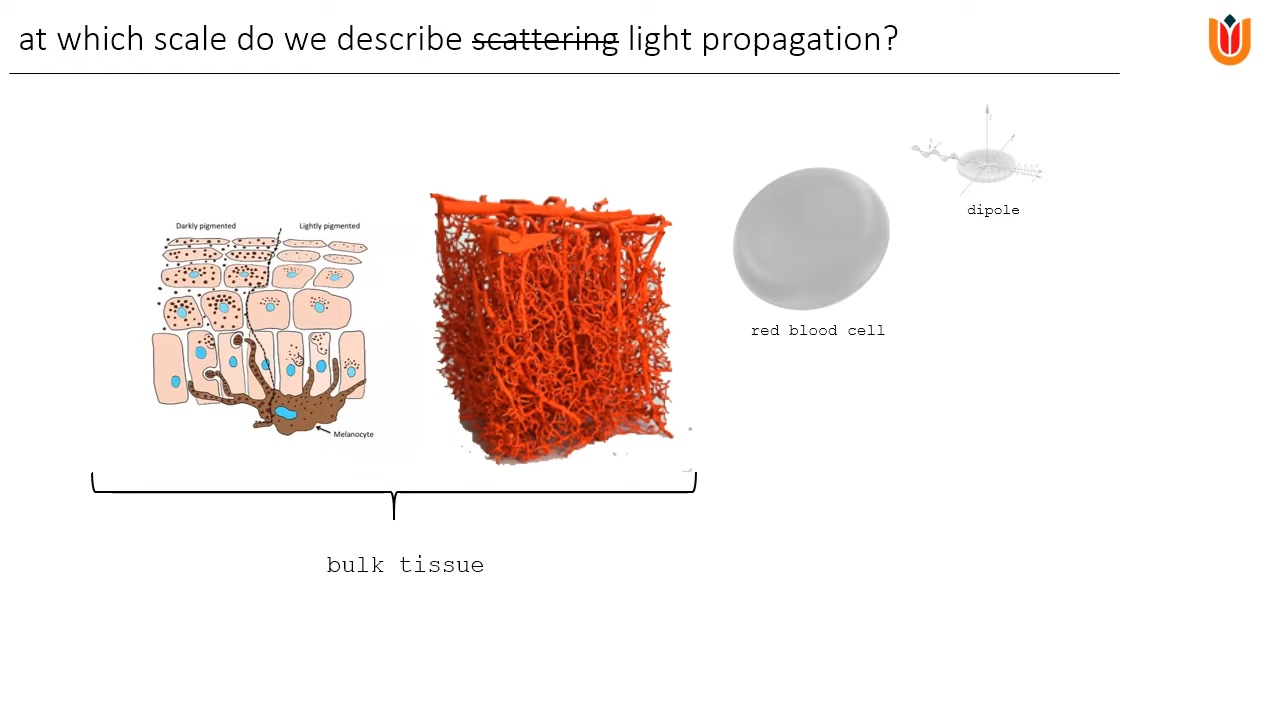 at which scale do we describe scattering light propagation?
dipole
Darkly pigmented
Lightly pigmented
red blood cell
Melanocyte
bulk tissue